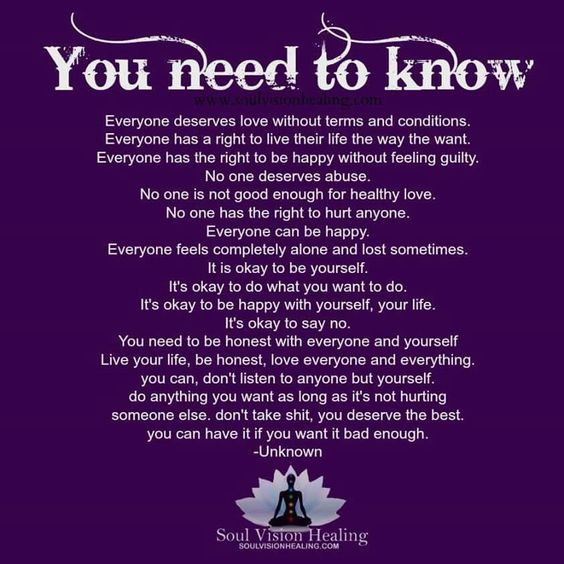 You need to know
www.soulvisionhealing.com
Everyone deserves love without terms and conditions.
Everyone has a right to live their life the way the want.
Everyone has the right to be happy without feeling guilty.
No one deserves abuse.
No one is not good enough for healthy love.
No one has the right to hurt anyone.
Everyone can be happy.
Everyone feels completely alone and lost sometimes.
It is okay to be yourself.
It's okay to do what you want to do.
It's okay to be happy with yourself, your life.
It's okay to say no.
You need to be honest with everyone and yourself
Live your life, be honest, love everyone and everything.
you can, don't listen to anyone but yourself.
do anything you want as long as it's not hurting
someone else. don't take shit, you deserve the best.
you can have it if you want it bad enough.
-Unknown
Soul Vision Healing
SOULVISIONHEALING.COM